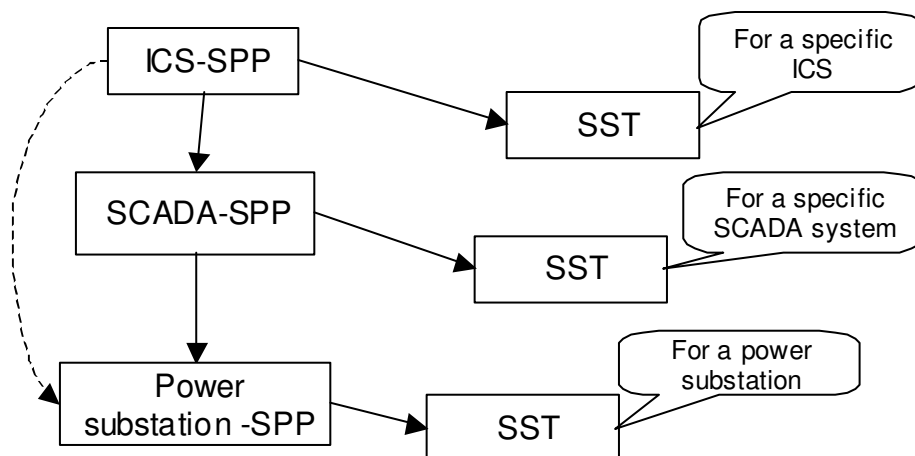 ICS-SPP
For a specific
ICS
SST
SCADA-SPP
For a specific
SCADA system
SST
Power
substation -SPP
For a power
substation
SST